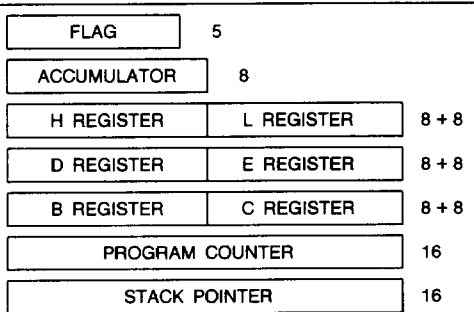 FLAG 5
ACCUMULATOR 8
H REGISTER L REGISTER 8 + 8
D REGISTER E REGISTER 8 + 8
B REGISTER C REGISTER 8 + 8
PROGRAM COUNTER 16
STACK POINTER 16